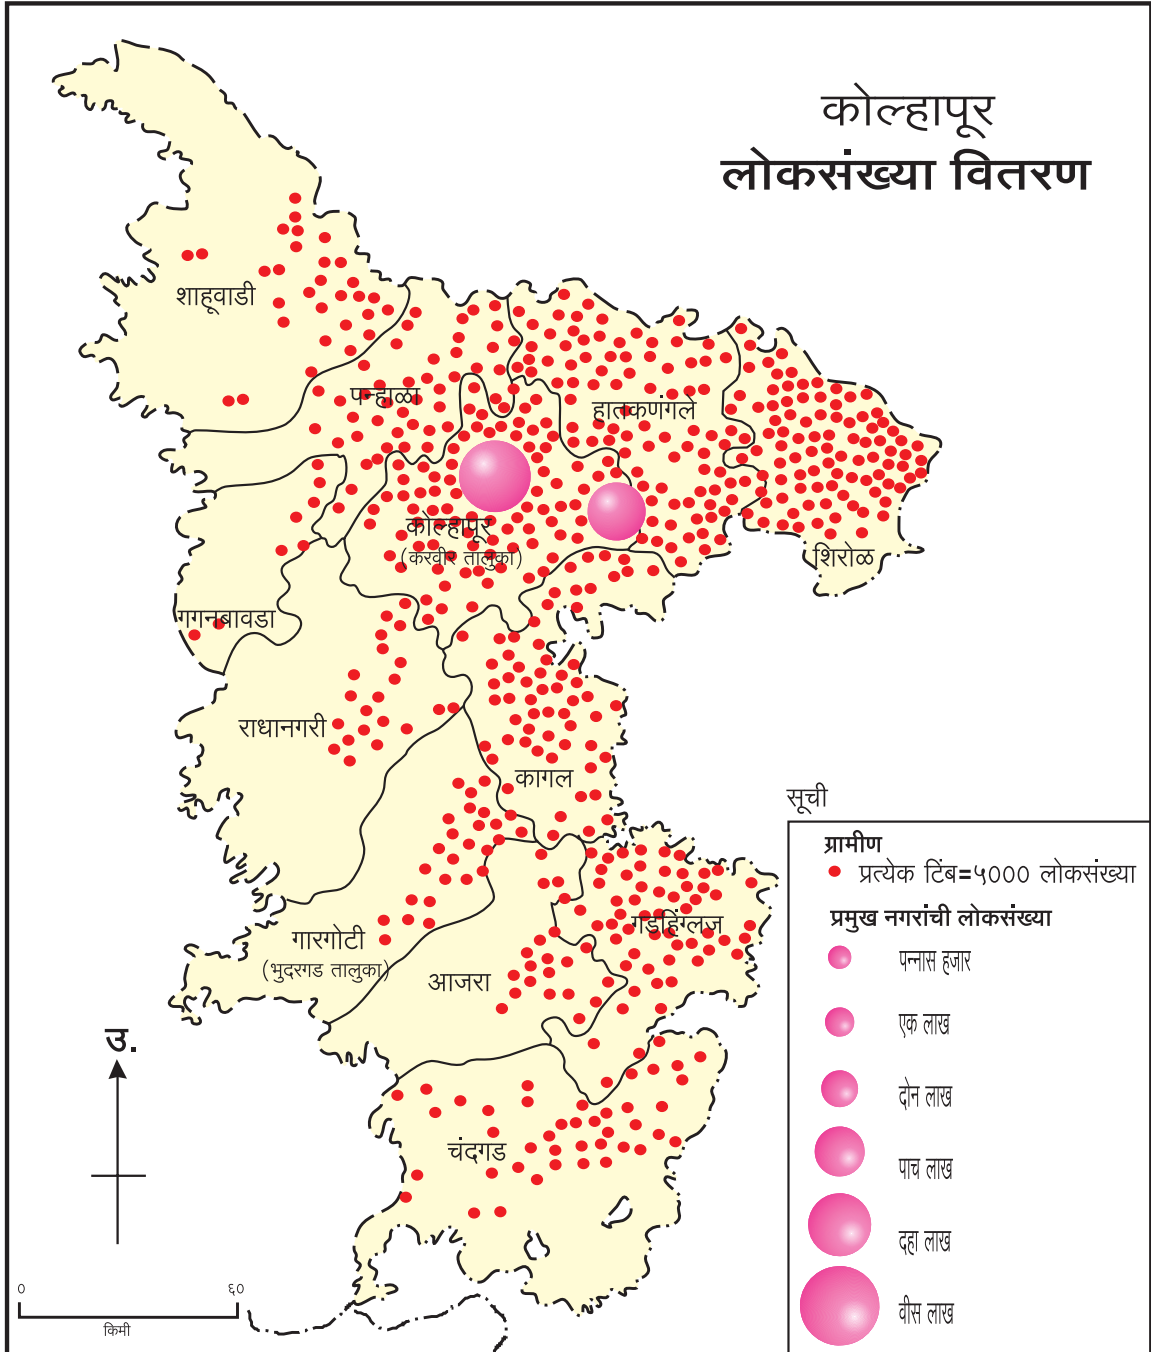 कोल्हापूर
लोकसंख्या वितरण
शाहूवाडी
पन्हाळा
हातकणंगले
कोल्हापूर
(करवीर तालुका)
शिरोळ
गगनबावडा
राधानगरी
कागल
गारगोटी
(भुदरगड तालुका)
आजरा
गडहिंग्लज
चंदगड
उ.
० ६०
किमी
सूची
ग्रामीण
प्रत्येक टिंब=५००० लोकसंख्या
प्रमुख नगरांची लोकसंख्या
पन्नास हजार
एक लाख
दोन लाख
पाच लाख
दहा लाख
वीस लाख